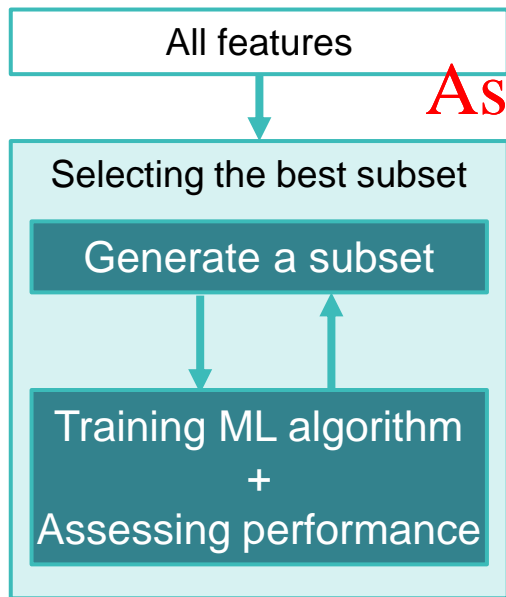 All features
As
Selecting the best subset
Generate a subset
Training ML algorithm
+
Assessing performance